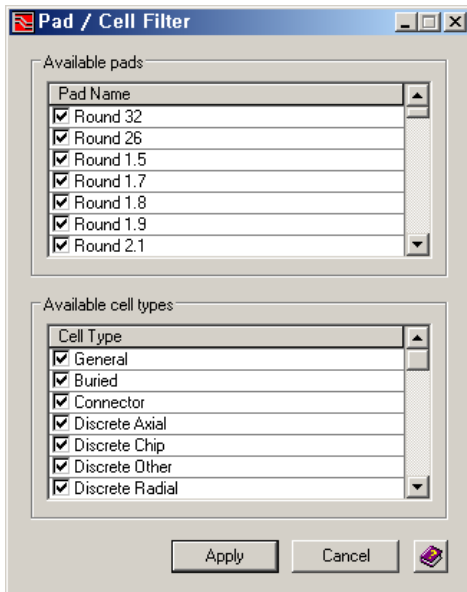 Pad / Cell Filter
Available pads
Pad Name
Round 32
Round 26
Round 1.5
Round 1.7
Round 1.8
Round 1.9
Round 2.1
Available cell types
Cell Type
General
Buried
Connector
Discrete Axial
Discrete Chip
Discrete Other
Discrete Radial
Apply Cancel